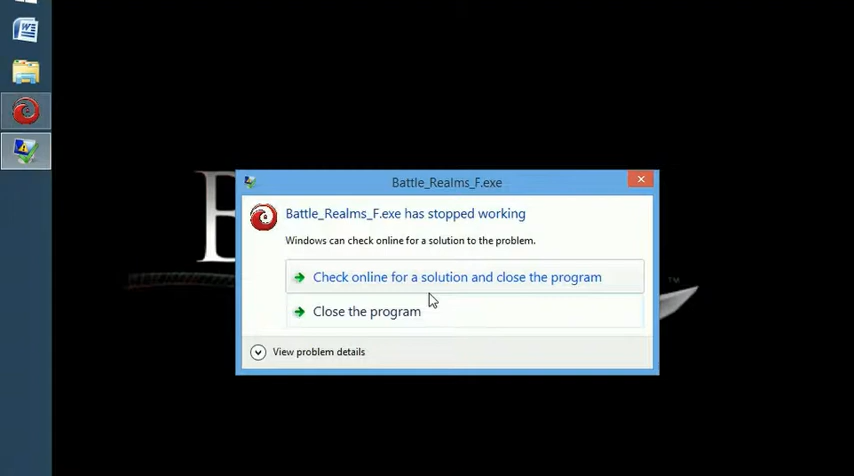 Battle_Realms_F.exe
Battle_Realms_F.exe has stopped working
Windows can check online for a solution to the problem.
Check online for a solution and close the program
Close the program
View problem details
B
TM